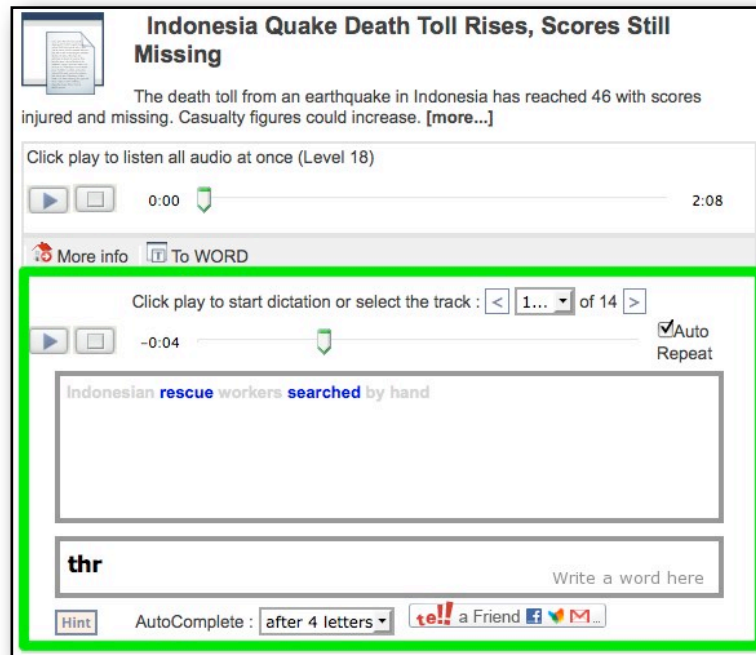 Indonesia Quake Death Toll Rises, Scores Still
Missing
The death toll from an earthquake in Indonesia has reached 46 with scores
injured and missing. Casualty figures could increase. [more...]
Click play to listen all audio at once (Level 18)
0:00 2:08
More info To WORD
Click play to start dictation or select the track : < 1... of 14 >
-0:04 Auto
Repeat
Indonesian rescue workers searched by hand
thr
Write a word here
Hint AutoComplete : after 4 letters te!! a Friend f M...